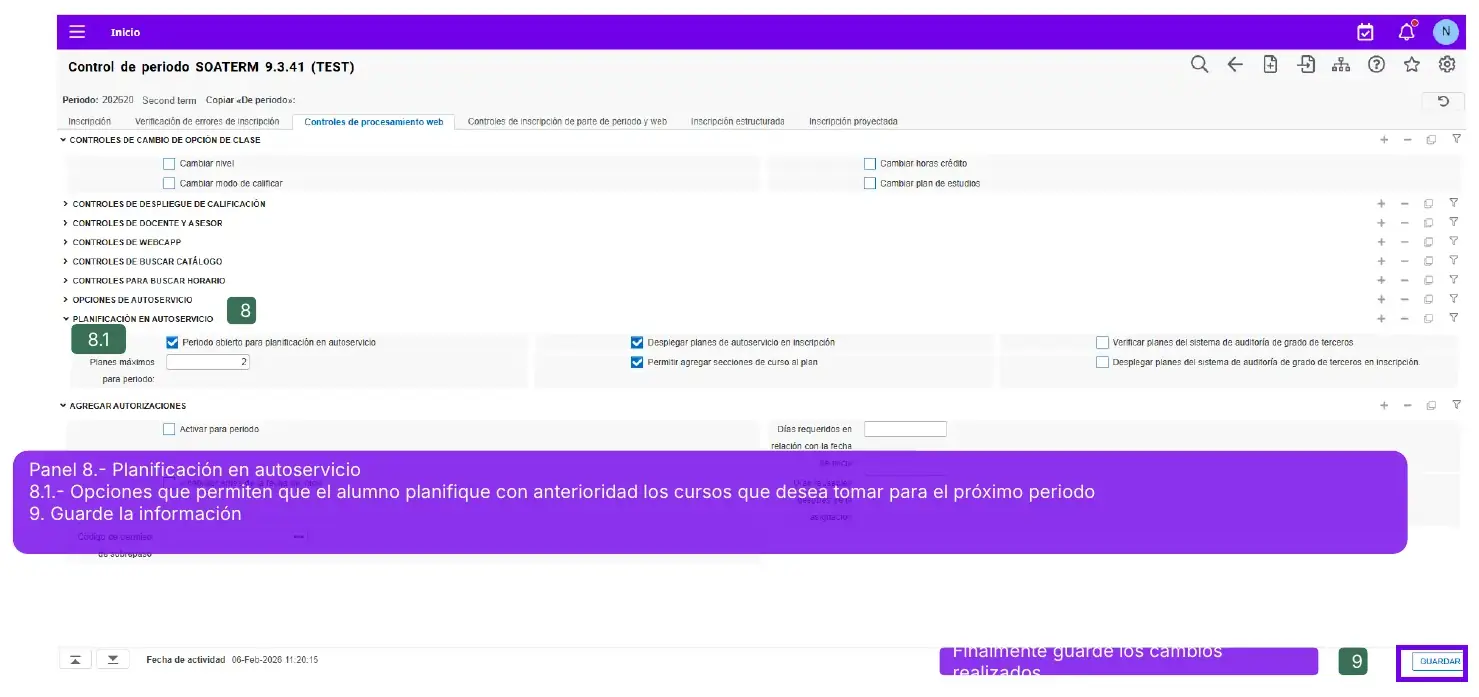 Inicio
N
Control de periodo SOATERM 9.3.41 (TEST)
Periodo: 202620 Second term Copiar «De periodo»:
Inscripción Verificación de errores de inscripción Controles de procesamiento web Controles de inscripción de parte de periodo y web Inscripción estructurada Inscripción proyectada
CONTROLES DE CAMBIO DE OPCIÓN DE CLASE
Cambiar nivel Cambiar horas crédito
Cambiar modo de calificar Cambiar plan de estudios
CONTROLES DE DESPLIEGUE DE CALIFICACIÓN
CONTROLES DE DOCENTE Y ASESOR
CONTROLES DE WEBCAPP
CONTROLES DE BUSCAR CATÁLOGO
CONTROLES PARA BUSCAR HORARIO
OPCIONES DE AUTOSERVICIO
8
PLANIFICACIÓN EN AUTOSERVICIO
8.1
Periodo abierto para planificación en autoservicio Desplegar planes de autoservicio en inscripción Verificar planes del sistema de auditoría de grado de terceros
Planes máximos 2 Permitir agregar secciones de curso al plan Desplegar planes del sistema de auditoría de grado de terceros en inscripción.
para periodo:
AGREGAR AUTORIZACIONES
Activar para periodo Días requeridos en
relación con la fecha
de inicio
Panel 8.- Planificación en autoservicio
8.1.- Opciones que permiten que el alumno planifique con anterioridad los cursos que desea tomar para el próximo periodo
9. Guarde la información
asignación
Código de permiso
de sobrepaso
Fecha de actividad 06-Feb-2026 11:20:15
Finalmente guarde los cambios
realizados
9
GUARDAR